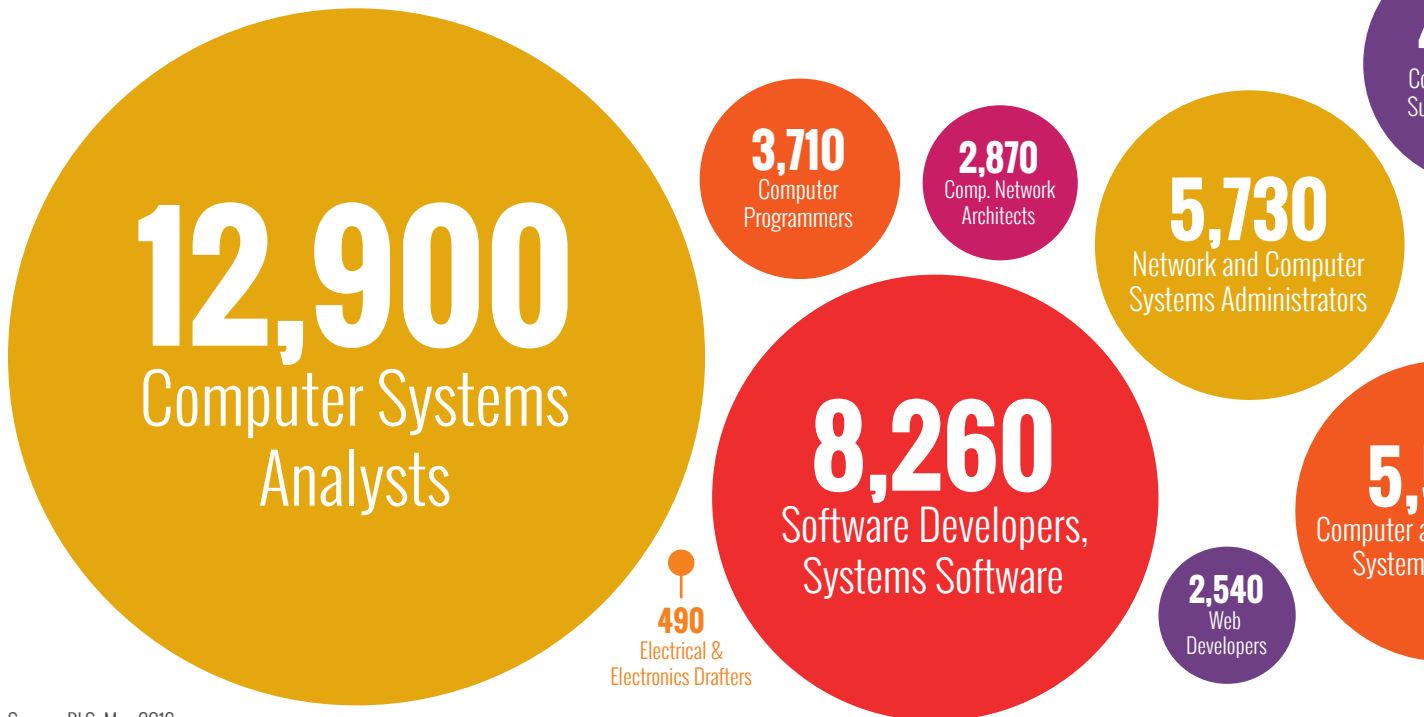 12,900
Computer Systems
Analysts
3,710
Computer
Programmers
2,870
Comp. Network
Architects
5,730
Network and Computer
Systems Administrators
8,260
Software Developers,
Systems Software
490
Electrical &
Electronics Drafters
2,540
Web
Developers
Computer